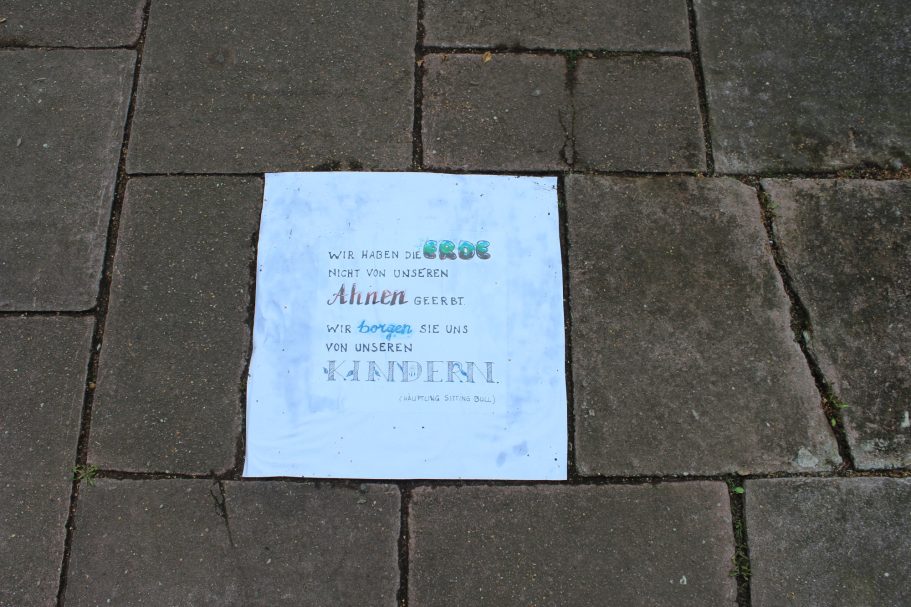 WIR HABEN DIE ERDE
NICHT VON UNSEREN
Ahnen GEERBT.
WIR borgen SIE UNS
VON UNSEREN
KINDERN.
(HÄUPTLING SITTING BULL)